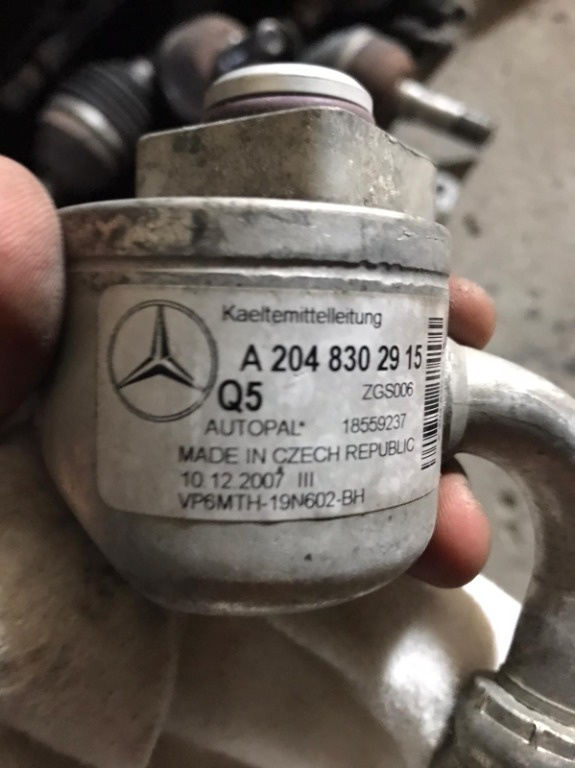 Kaeltemittelleitung
A 204 830 29 15
Q5 ZGS006
AUTOPAL* 18559237
MADE IN CZECH REPUBLIC
10.12.2007 III
VP6MTH-19N602-BH